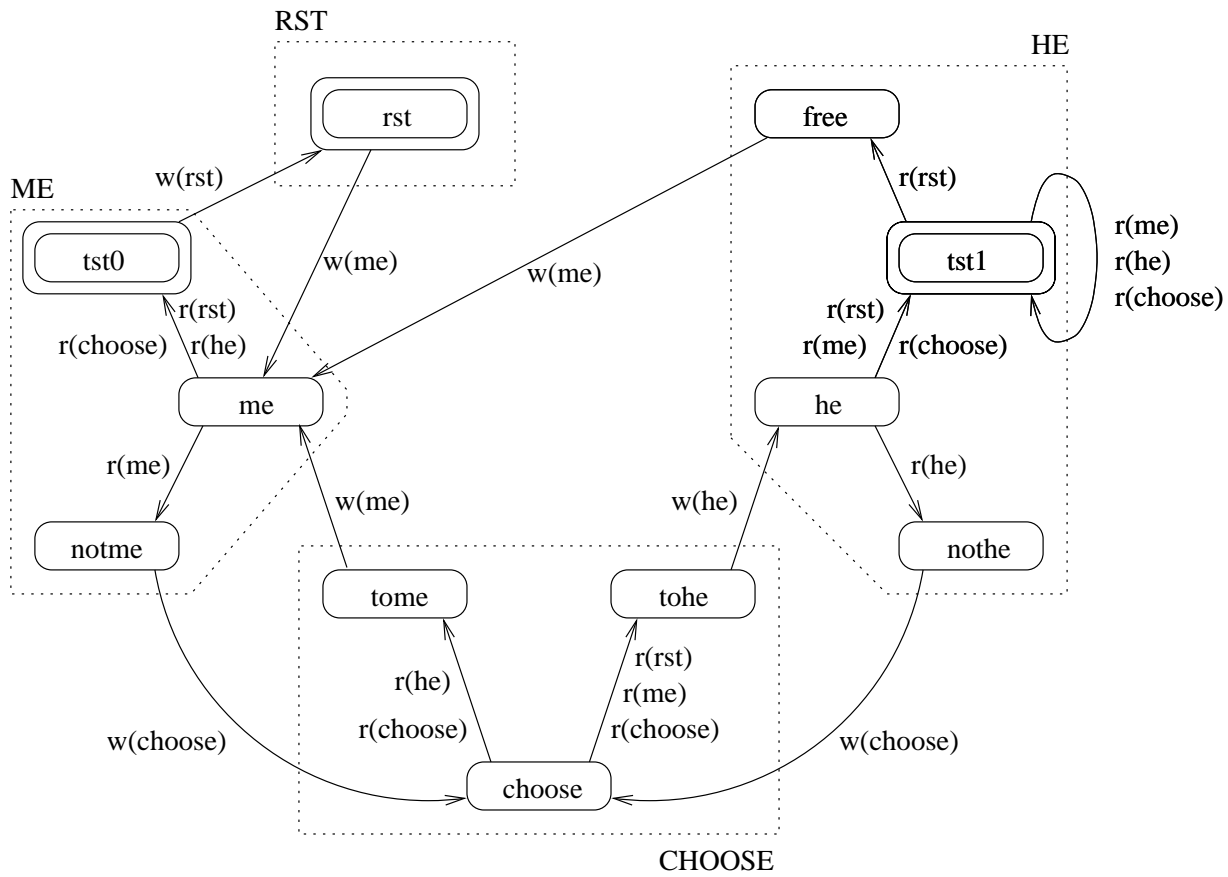 RST
HE
rst
free
w(rst)
r(rst)
ME
tst0
w(me)
w(me)
tst1
r(me)
r(he)
r(choose)
r(rst)
r(choose) r(he)
r(rst)
r(me) r(choose)
me
he
r(me)
r(he)
w(me)
w(he)
notme
nothe
tome
tohe
r(he)
r(choose)
r(rst)
r(me)
r(choose)
w(choose)
w(choose)
choose
CHOOSE